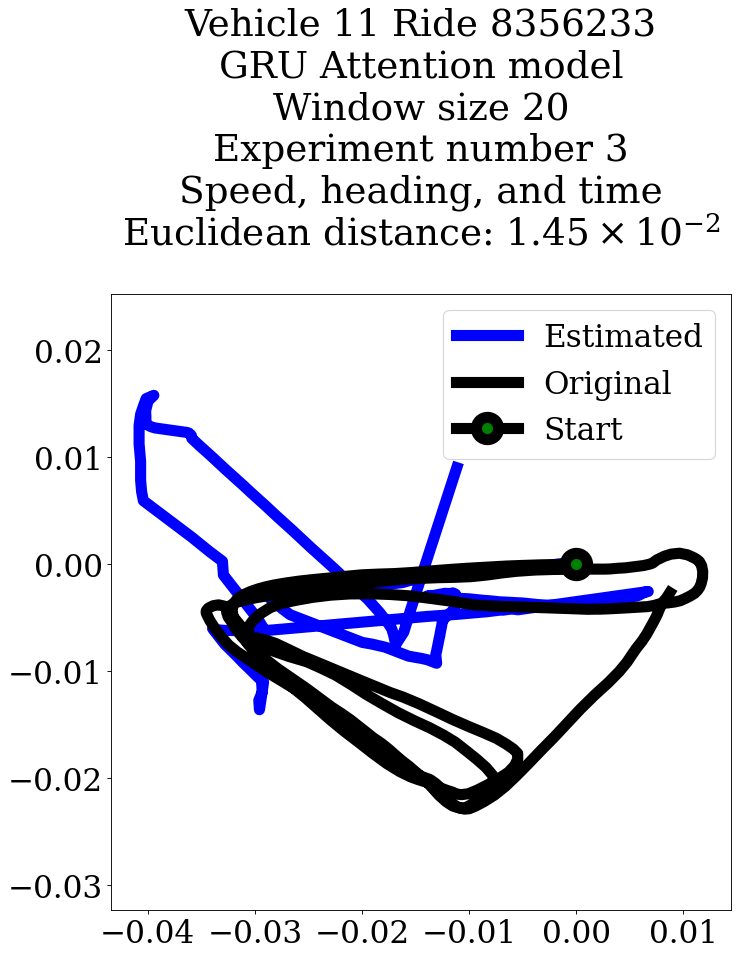 Vehicle 11 Ride 8356233
GRU Attention model
Window size 20
Experiment number 3
Speed, heading, and time
Euclidean distance: 1.45 × 10⁻²
Estimated
Original
Start
0.02
0.01
0.00
−0.01
−0.02
−0.03
−0.04 −0.03 −0.02 −0.01 0.00 0.01